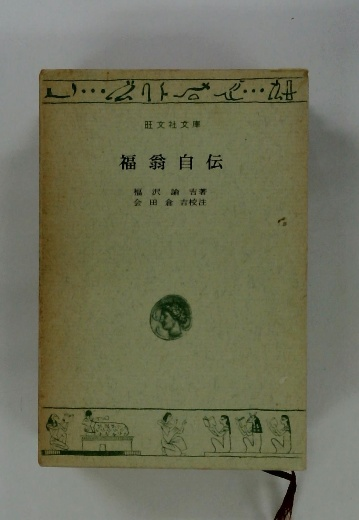 旺文社文庫
福翁自伝
福沢諭吉著
会田倉吉校注